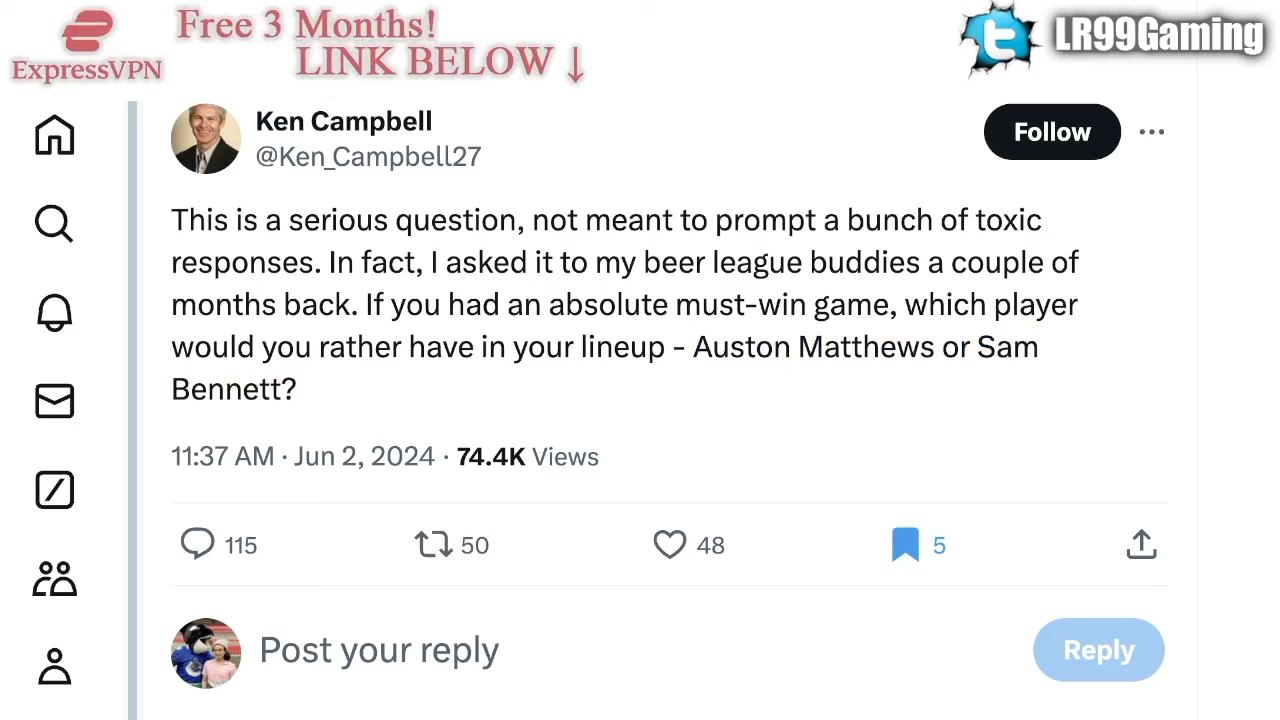 Free 3 Months!
LINK BELOW ↓
ExpressVPN
LR99Gaming
Ken Campbell
@Ken_Campbell27
Follow
This is a serious question, not meant to prompt a bunch of toxic
responses. In fact, I asked it to my beer league buddies a couple of
months back. If you had an absolute must-win game, which player
would you rather have in your lineup - Auston Matthews or Sam
Bennett?
11:37 AM · Jun 2, 2024 · 74.4K Views
115 50 48 5
Post your reply
Reply